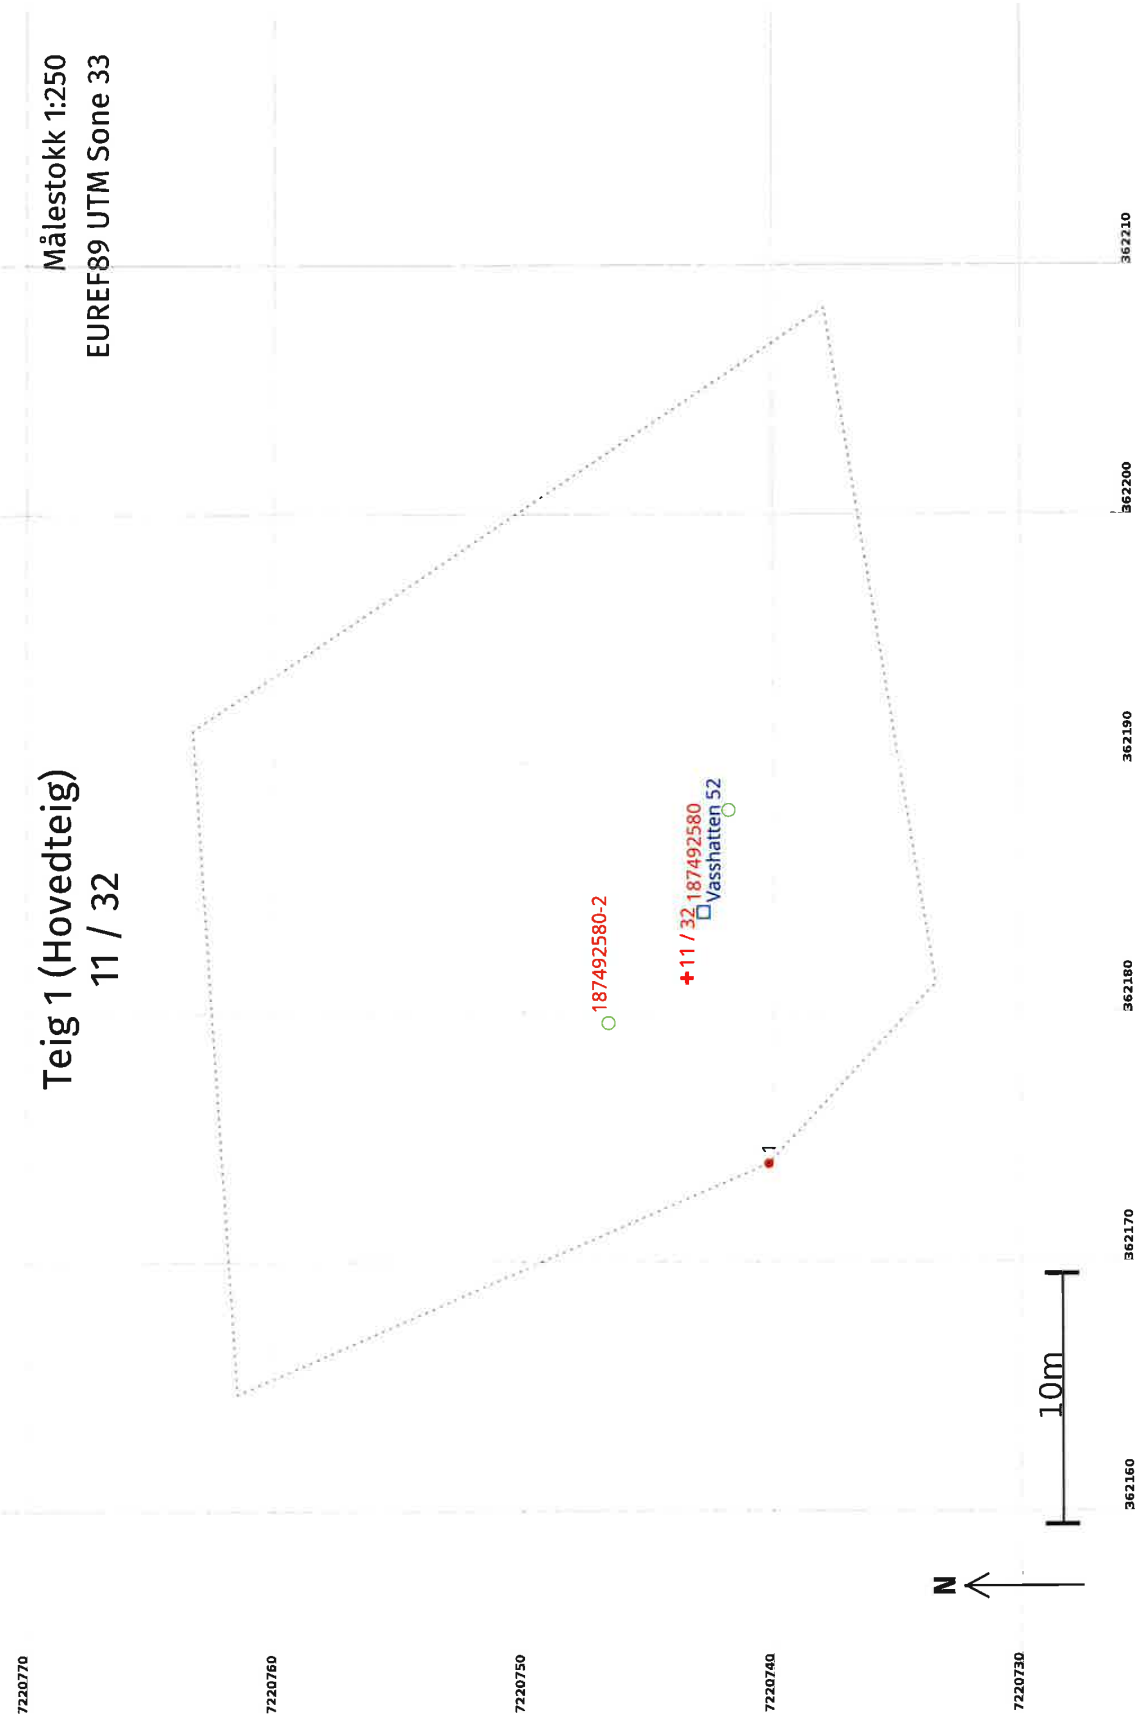 Teig 1 (Hovedteig)
11 / 32
Målestokk 1:250
EUREF89 UTM Sone 33
7220770
7220760
7220750
7220740
7220730
187492580-2
11 / 32
187492580
Vasshatten 52
1
N
10m
362160
362170
362180
362190
362200
362210